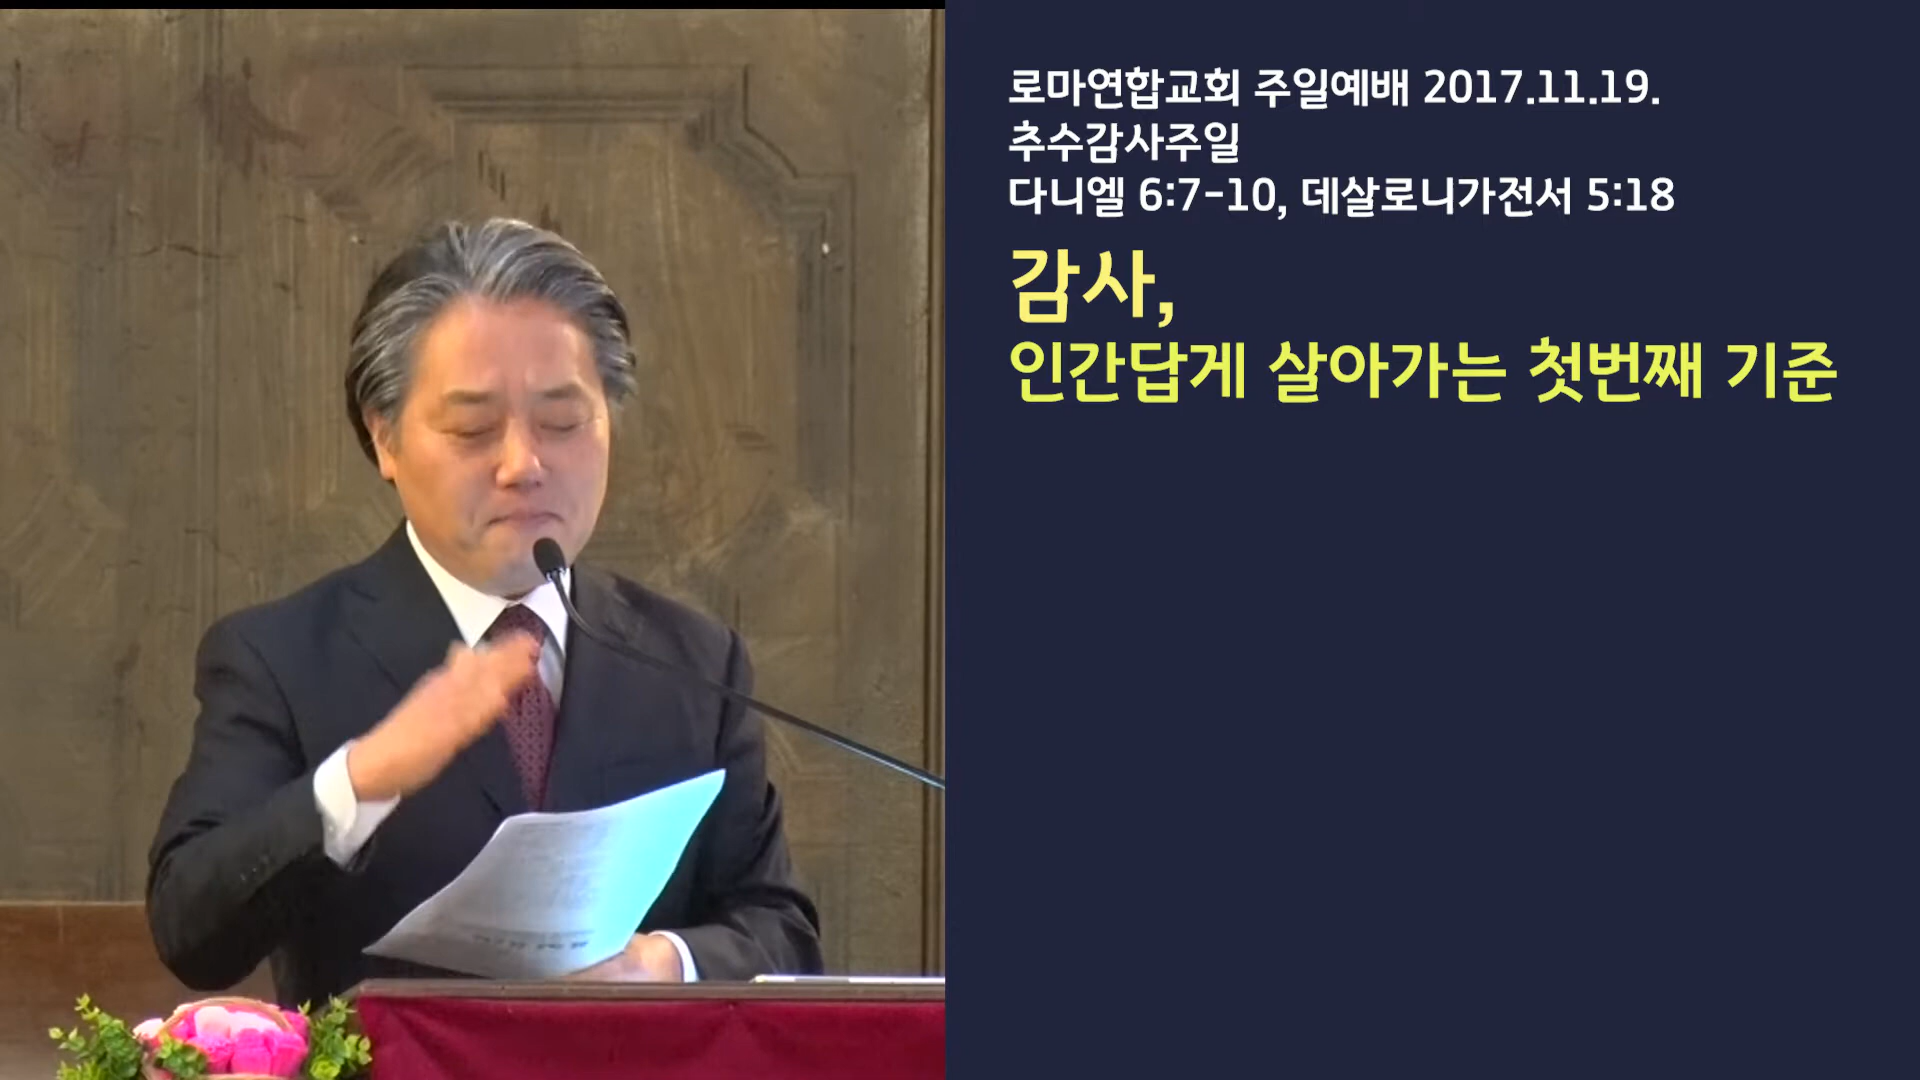 로마연합교회 주일예배 2017.11.19.
추수감사주일
다니엘 6:7-10, 데살로니가전서 5:18
감사,
인간답게 살아가는 첫번째 기준